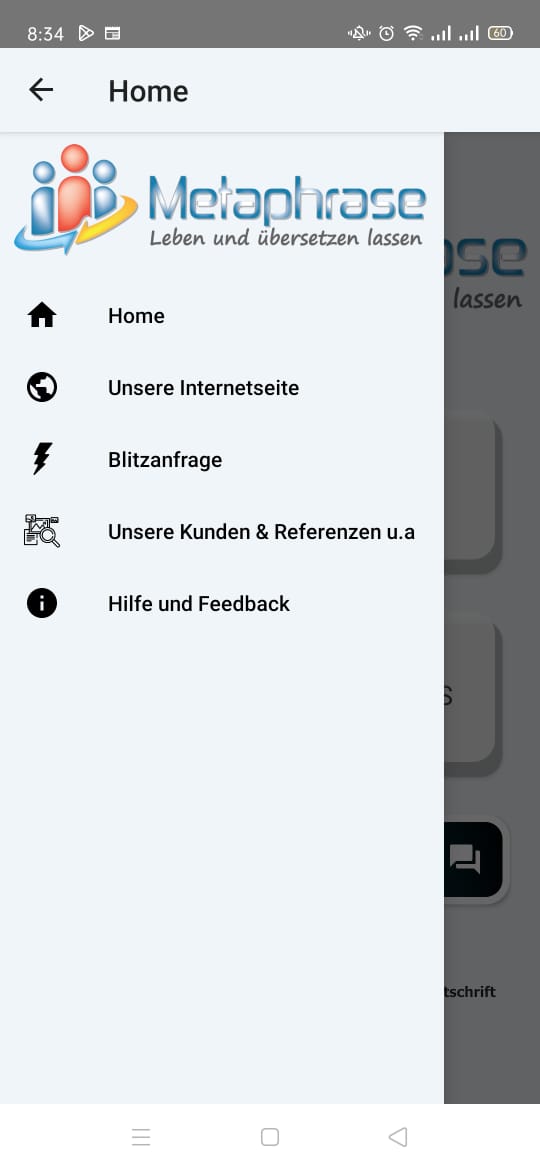 8:34
60
Home
Metaphrase
Leben und übersetzen lassen
se
lassen
Home
Unsere Internetseite
Blitzanfrage
Unsere Kunden & Referenzen u.a
Hilfe und Feedback
s
tschrift